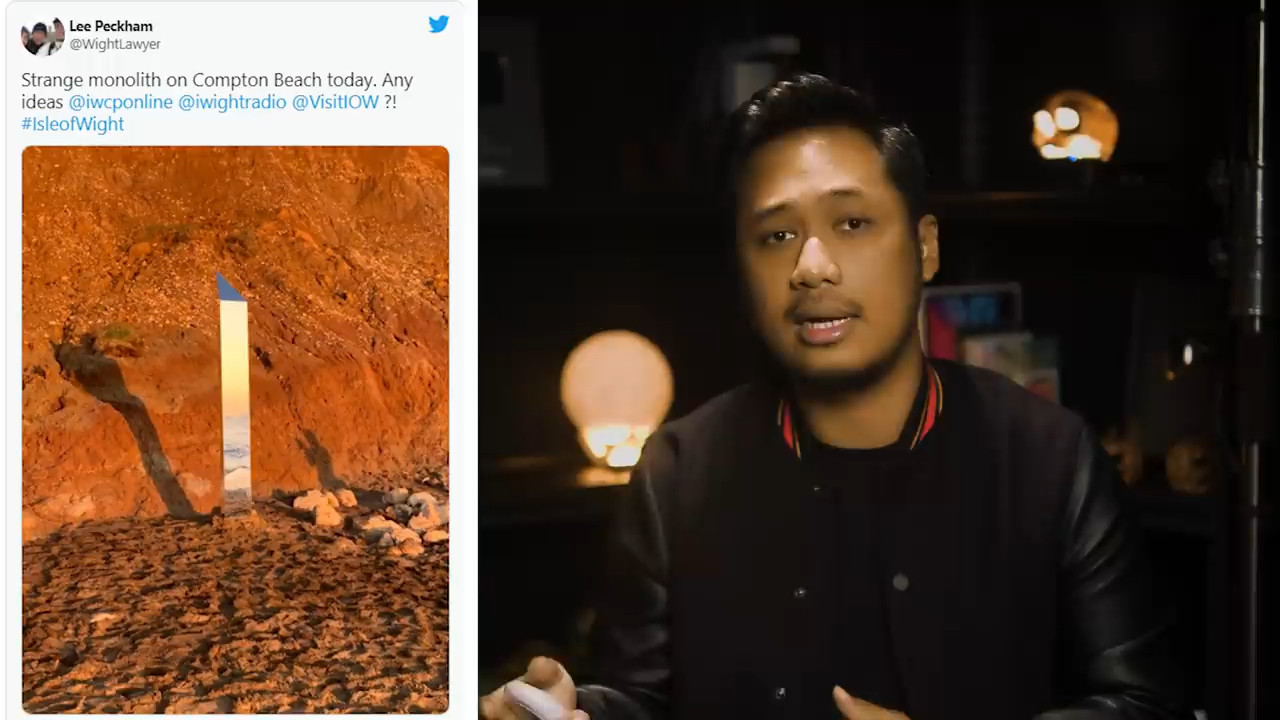 Lee Peckham
@WightLawyer
Strange monolith on Compton Beach today. Any
ideas @iwcponline @iwightradio @VisitIOW ?!
#IsleofWight